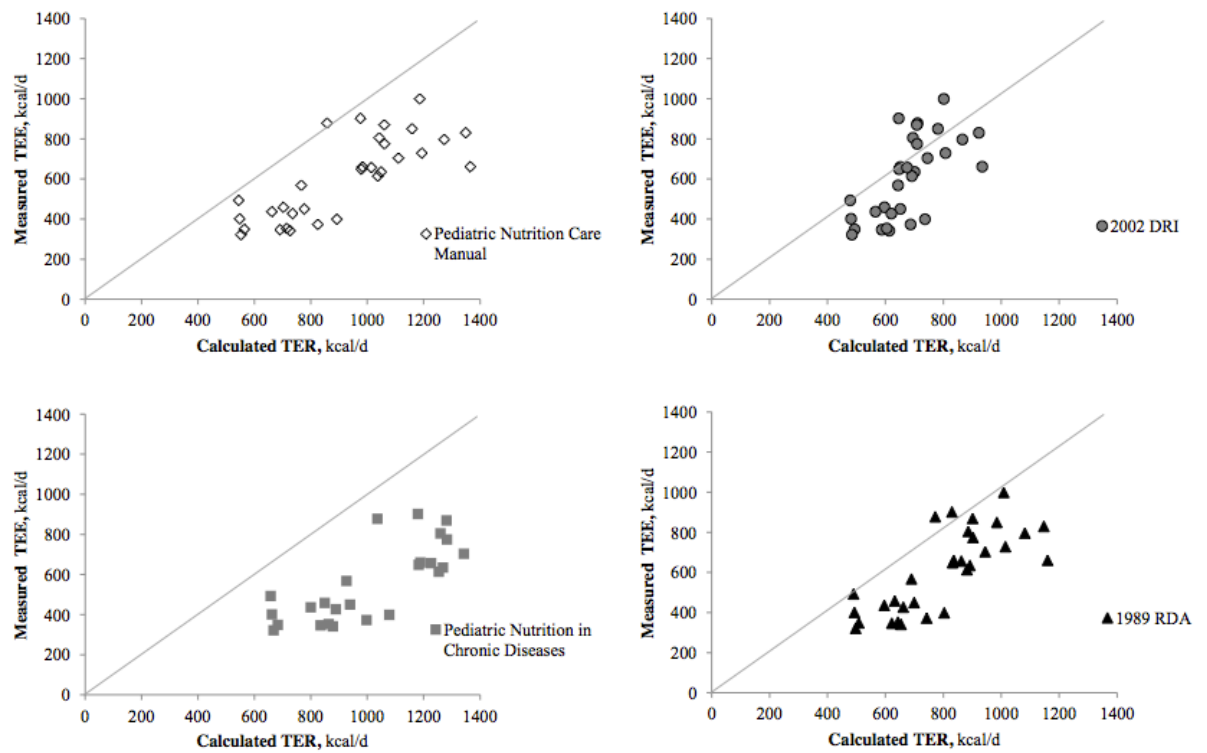 1400
1200
1000
800
600
400
200
0
Measured TEE, kcal/d
0 200 400 600 800 1000 1200 1400
Calculated TER, kcal/d
Pediatric Nutrition Care
Manual
1400
1200
1000
800
600
400
200
0
Measured TEE, kcal/d
0 200 400 600 800 1000 1200 1400
Calculated TER, kcal/d
2002 DRI
1400
1200
1000
800
600
400
200
0
Measured TEE, kcal/d
0 200 400 600 800 1000 1200 1400
Calculated TER, kcal/d
Pediatric Nutrition in
Chronic Diseases
1400
1200
1000
800
600
400
200
0
Measured TEE, kcal/d
0 200 400 600 800 1000 1200 1400
Calculated TER, kcal/d
1989 RDA